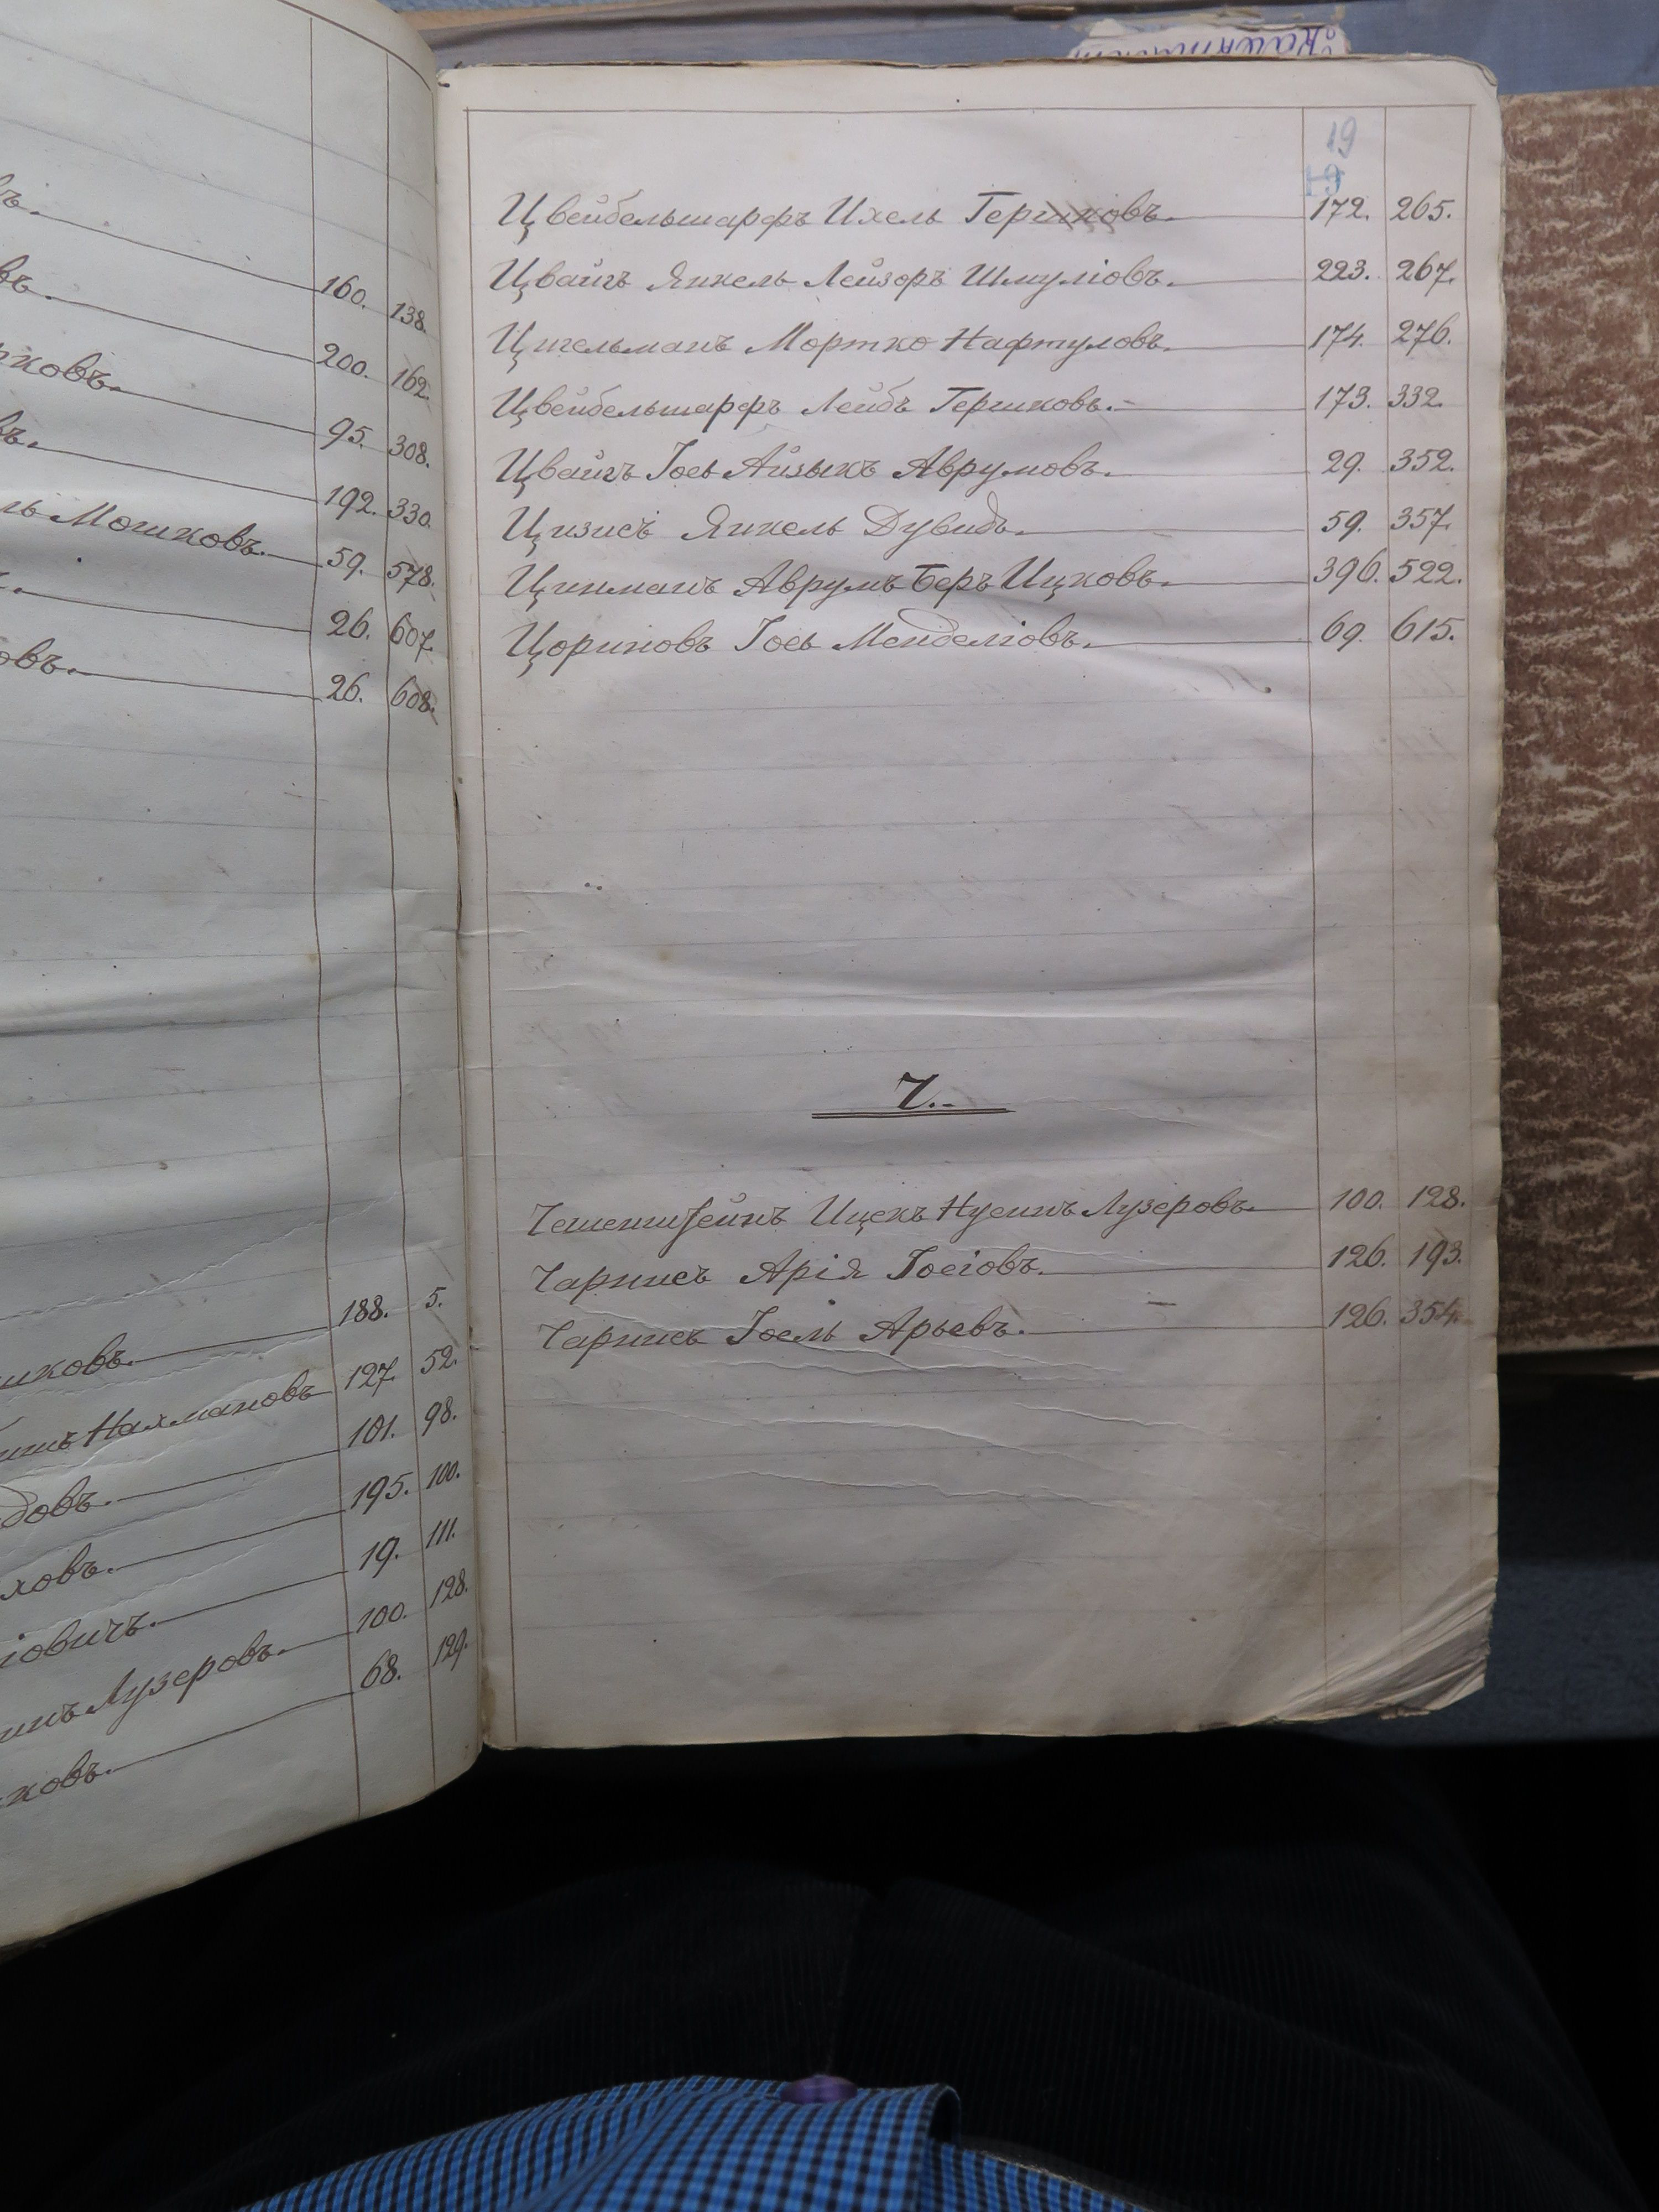 160. 138.
200. 162.
95. 308.
192. 330.
Мошковъ. 59. 578.
26. 607.
26. 608.
188. 5.
Нахмановъ 127. 52.
101. 98.
195. 100.
19. 111.
Лузеровъ. 100. 128.
68. 129.
19
19
Цвейбельшарфъ Ихель Гершковъ. 172. 265.
Цвайгъ Янкель Лейзоръ Шмуліовъ. 223. 267.
Цигельманъ Мортко Нафтуловъ. 174. 276.
Цвейбельшарфъ Лейбъ Гершковъ. 173. 332.
Цвайгъ Іось Айзыкъ Аврумовъ. 29. 352.
Цизисъ Янкель Дувидъ. 59. 357.
Цинманъ Аврумъ Беръ Ицковъ. 396. 522.
Цориновъ Іось Менделіовъ. 69. 615.
Ч.
Ицекъ Нусинъ Лузеровъ. 100. 128.
Чарнисъ Арія Іосіовъ. 126. 193.
Чарнисъ Іоель Арьевъ. 126. 354.